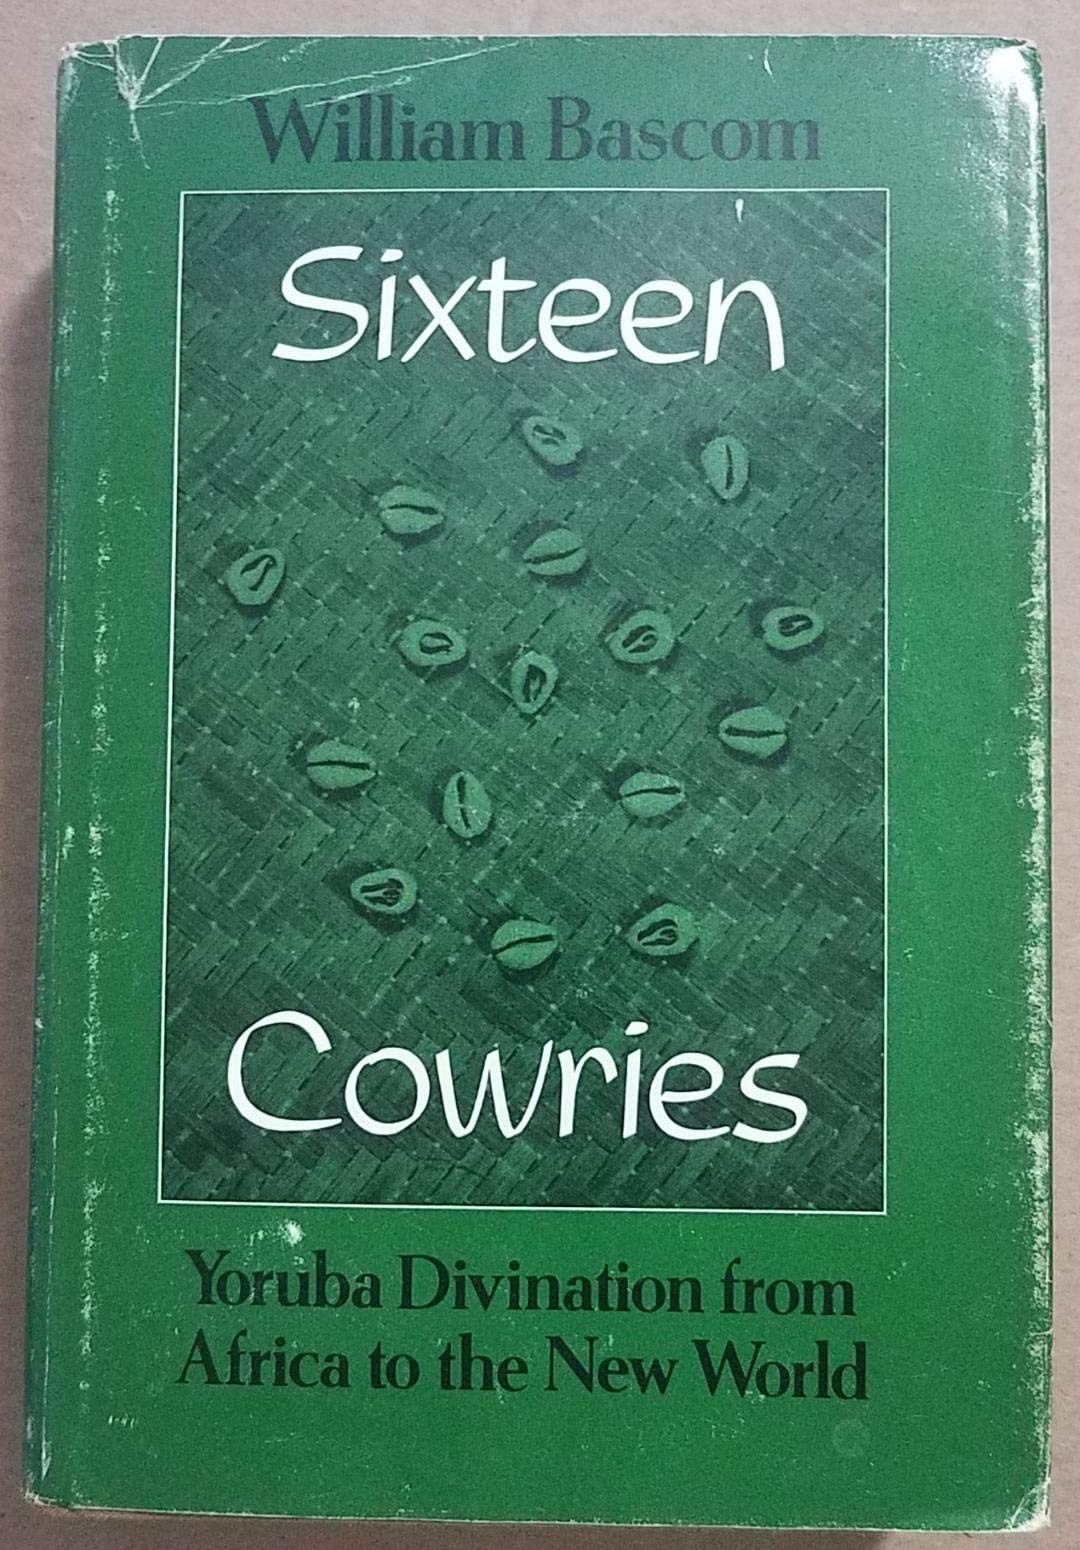 William Bascom
Sixteen
Cowries
Yoruba Divination from
Africa to the New World